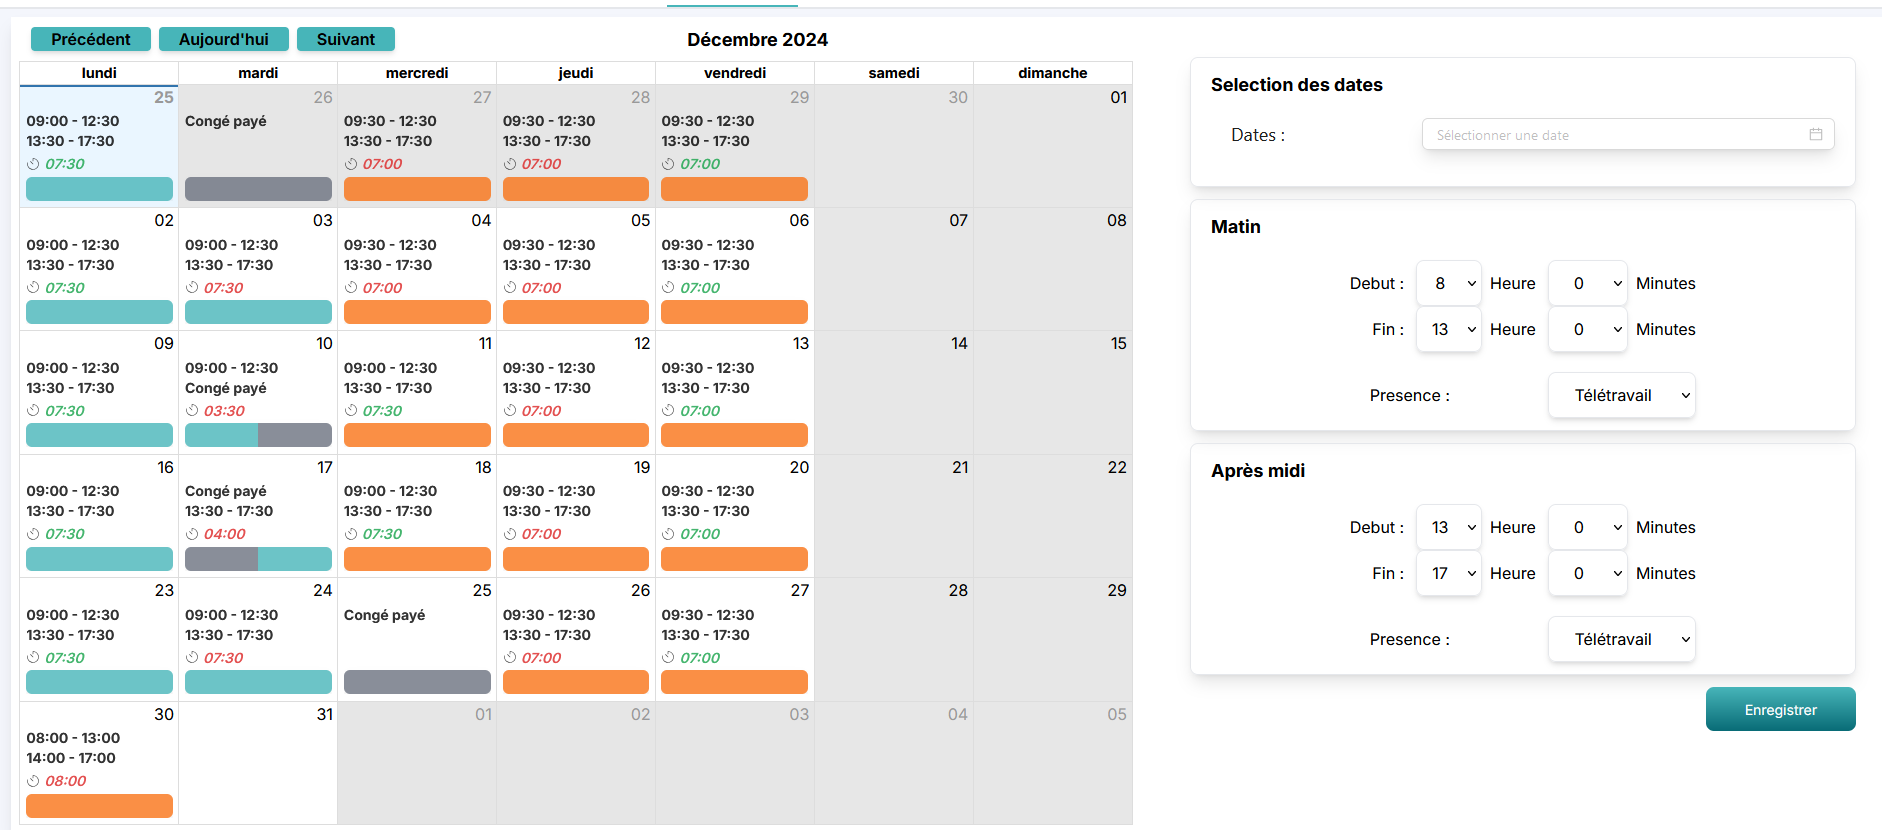 Précédent Aujourd'hui Suivant Décembre 2024
lundi mardi mercredi jeudi vendredi samedi dimanche
25 26 27 28 29 30 01
09:00 - 12:30 Congé payé 09:30 - 12:30 09:30 - 12:30 09:30 - 12:30
13:30 - 17:30 13:30 - 17:30 13:30 - 17:30 13:30 - 17:30
07:30 07:00 07:00 07:00
02 03 04 05 06 07 08
09:00 - 12:30 09:00 - 12:30 09:30 - 12:30 09:30 - 12:30 09:30 - 12:30
13:30 - 17:30 13:30 - 17:30 13:30 - 17:30 13:30 - 17:30 13:30 - 17:30
07:30 07:30 07:00 07:00 07:00
09 10 11 12 13 14 15
09:00 - 12:30 09:00 - 12:30 09:00 - 12:30 09:30 - 12:30 09:30 - 12:30
13:30 - 17:30 Congé payé 13:30 - 17:30 13:30 - 17:30 13:30 - 17:30
07:30 03:30 07:30 07:00 07:00
16 17 18 19 20 21 22
09:00 - 12:30 Congé payé 09:00 - 12:30 09:30 - 12:30 09:30 - 12:30
13:30 - 17:30 13:30 - 17:30 13:30 - 17:30 13:30 - 17:30 13:30 - 17:30
07:30 04:00 07:30 07:00 07:00
23 24 25 26 27 28 29
09:00 - 12:30 09:00 - 12:30 Congé payé 09:30 - 12:30 09:30 - 12:30
13:30 - 17:30 13:30 - 17:30 13:30 - 17:30 13:30 - 17:30
07:30 07:30 07:00 07:00
30 31 01 02 03 04 05
08:00 - 13:00
14:00 - 17:00
08:00
Selection des dates
Dates : Sélectionner une date
Matin
Debut : 8 Heure 0 Minutes
Fin : 13 Heure 0 Minutes
Presence : Télétravail
Après midi
Debut : 13 Heure 0 Minutes
Fin : 17 Heure 0 Minutes
Presence : Télétravail
Enregistrer